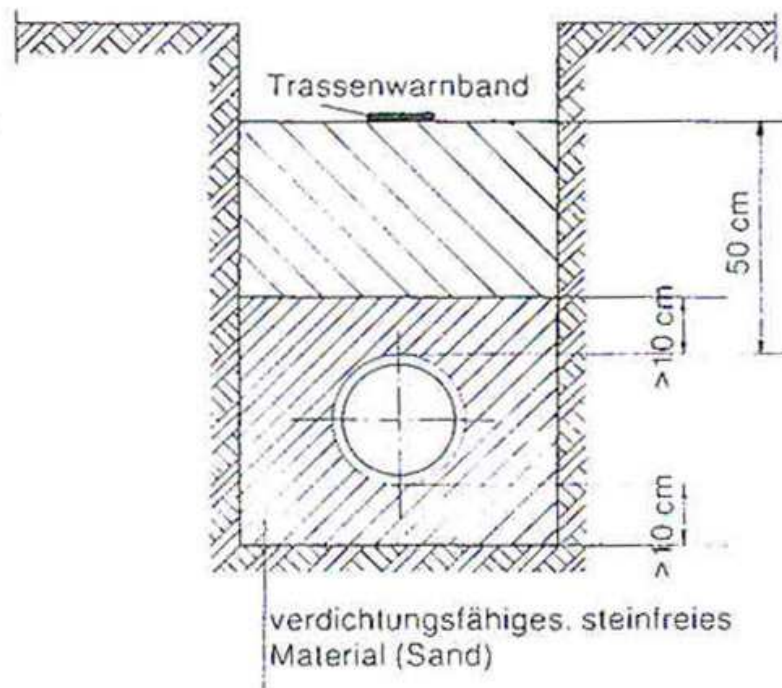 Trassenwarnband
50 cm
>10 cm
>10 cm
verdichtungsfähiges. steinfreies
Material (Sand)